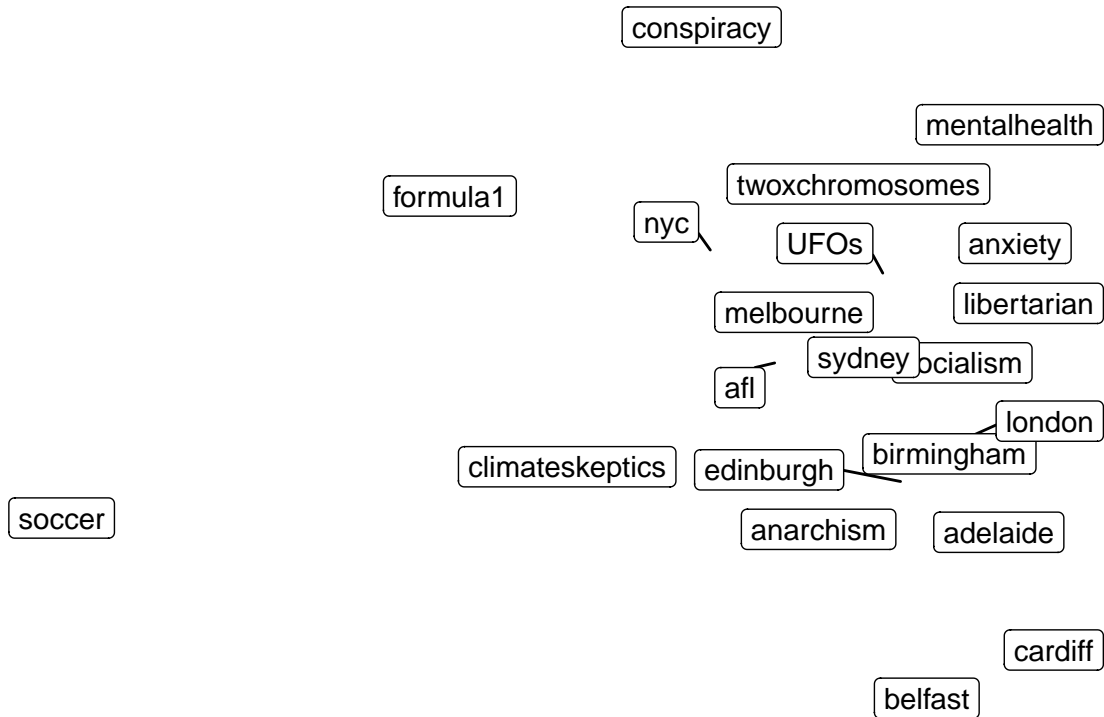 conspiracy
mentalhealth
twoxchromosomes
formula1
nyc
UFOs
anxiety
libertarian
melbourne
sydney
ocialism
afl
london
birmingham
climateskeptics
edinburgh
soccer
anarchism
adelaide
cardiff
belfast